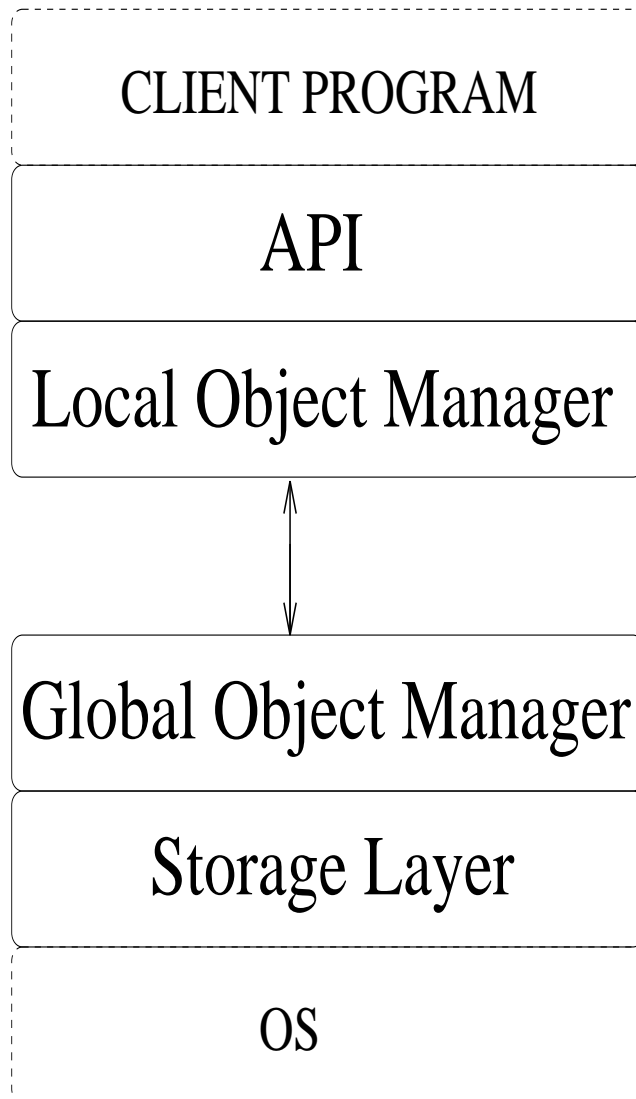 CLIENT PROGRAM
API
Local Object Manager
Global Object Manager
Storage Layer
OS